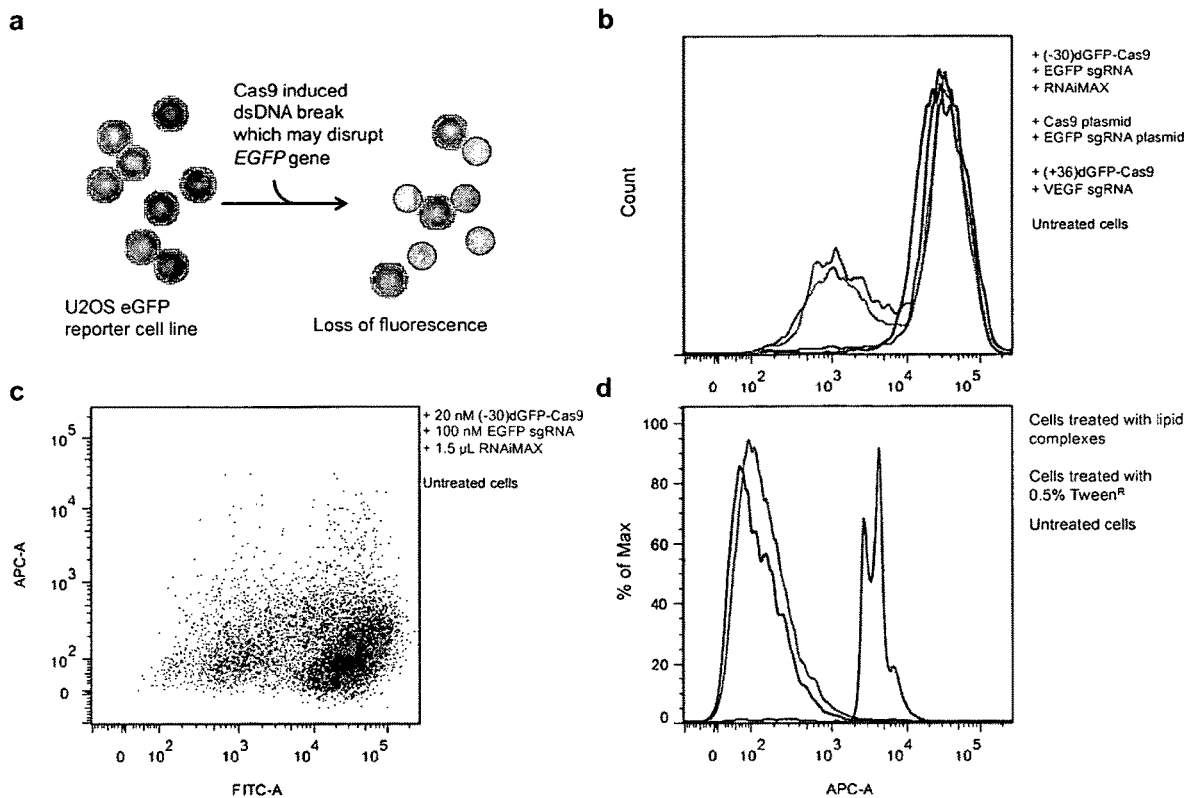 a
Cas9 induced
dsDNA break
which may disrupt
EGFP gene
U2OS eGFP
reporter cell line
Loss of fluorescence
b
Count
0 10² 10³ 10⁴ 10⁵
+ (-30)dGFP-Cas9
+ EGFP sgRNA
+ RNAiMAX
+ Cas9 plasmid
+ EGFP sgRNA plasmid
+ (+36)dGFP-Cas9
+ VEGF sgRNA
Untreated cells
c
APC-A
10⁵
10⁴
10³
10²
0
0 10² 10³ 10⁴ 10⁵
FITC-A
+ 20 nM (-30)dGFP-Cas9
+ 100 nM EGFP sgRNA
+ 1.5 µL RNAiMAX
Untreated cells
d
% of Max
100
80
60
40
20
0
0 10² 10³ 10⁴ 10⁵
APC-A
Cells treated with lipid
complexes
Cells treated with
0.5% Tweenᴿ
Untreated cells